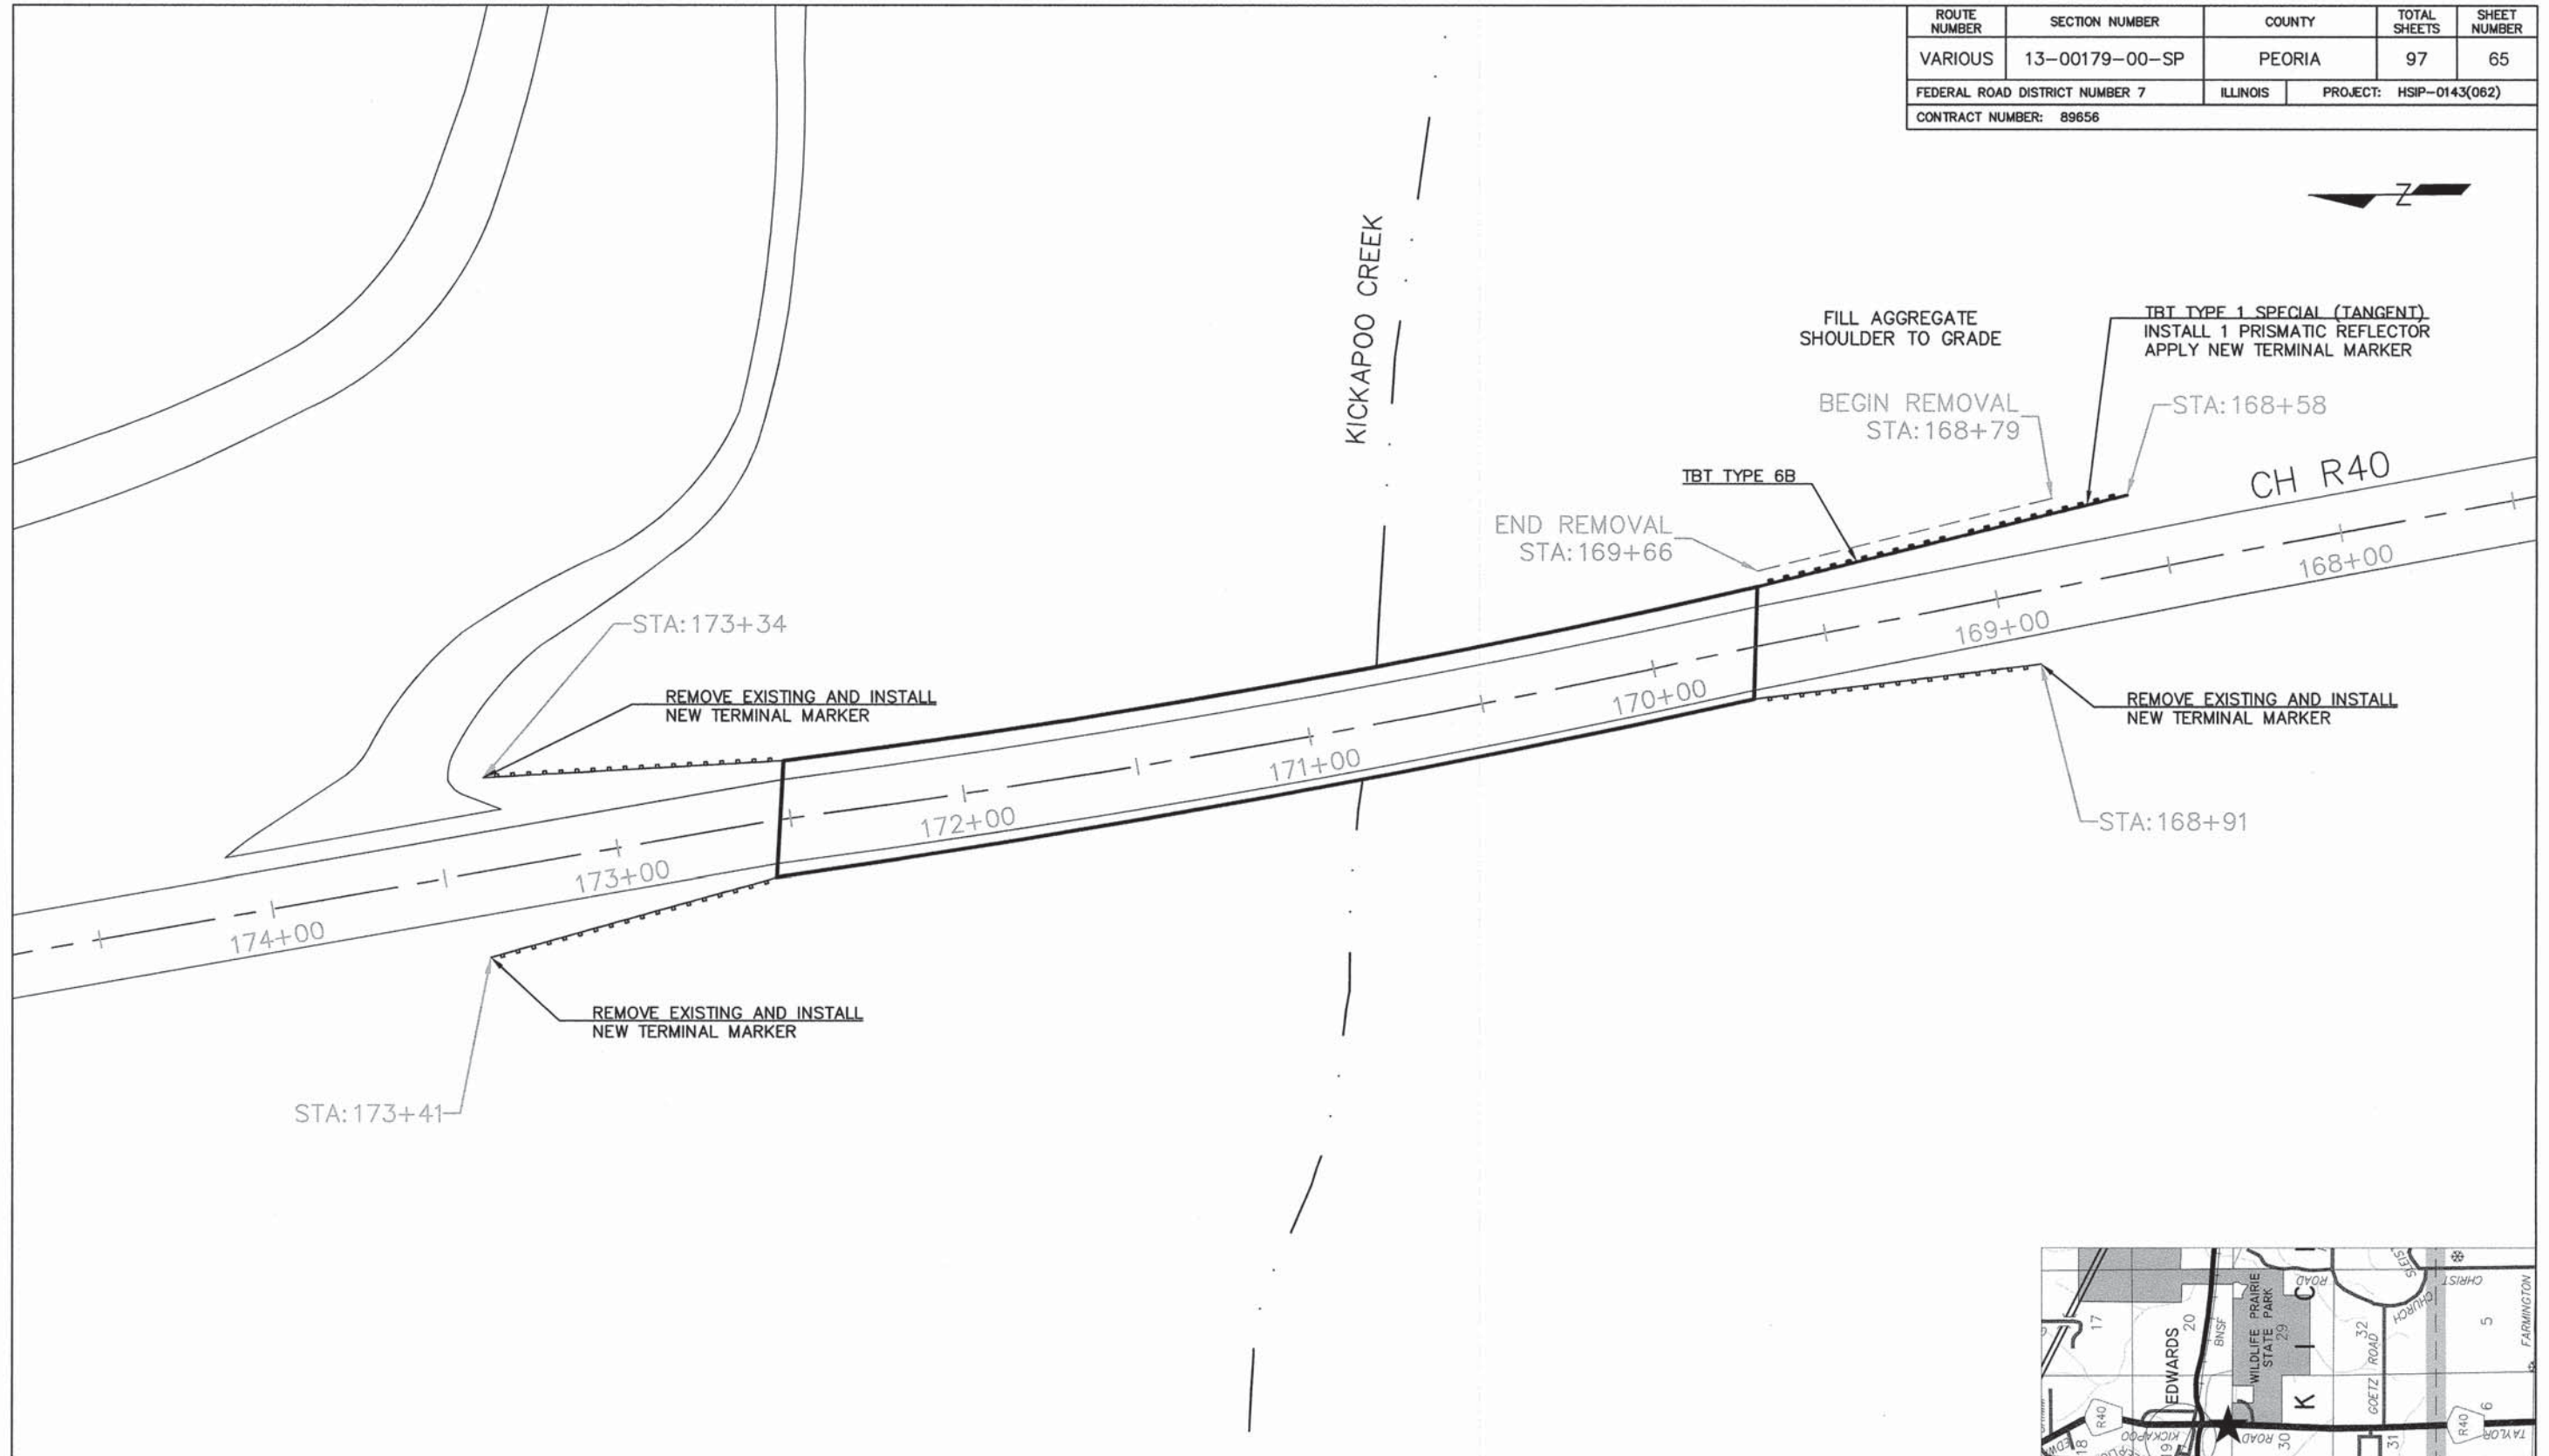 ROUTE NUMBER
SECTION NUMBER
COUNTY
TOTAL SHEETS
SHEET NUMBER
VARIOUS
13-00179-00-SP
PEORIA
97
65
FEDERAL ROAD DISTRICT NUMBER 7
ILLINOIS
PROJECT: HSIP-0143(062)
CONTRACT NUMBER: 89656
Z
KICKAPOO CREEK
FILL AGGREGATE
SHOULDER TO GRADE
TBT TYPE 1 SPECIAL (TANGENT)
INSTALL 1 PRISMATIC REFLECTOR
APPLY NEW TERMINAL MARKER
BEGIN REMOVAL
STA:168+79
STA:168+58
TBT TYPE 6B
CH R40
END REMOVAL
STA:169+66
168+00
169+00
170+00
171+00
172+00
173+00
174+00
STA:173+34
REMOVE EXISTING AND INSTALL
NEW TERMINAL MARKER
REMOVE EXISTING AND INSTALL
NEW TERMINAL MARKER
STA:168+91
REMOVE EXISTING AND INSTALL
NEW TERMINAL MARKER
STA:173+41
17
EDWARDS
20
BNSF
WILDLIFE PRAIRIE
STATE PARK
29
ROAD
K I C
32
GOETZ ROAD
CHURCH
CHRIST
5
FARMINGTON
R40
18
KICKAPOO
19
ROAD
30
31
R40
6
TAYLOR